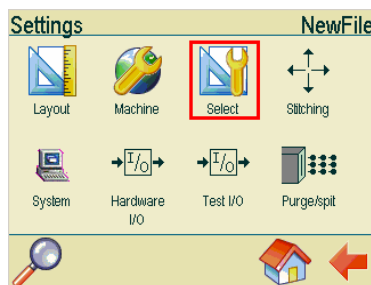 Settings NewFile
Layout Machine Select Stitching
System Hardware I/O Test I/O Purge/spit